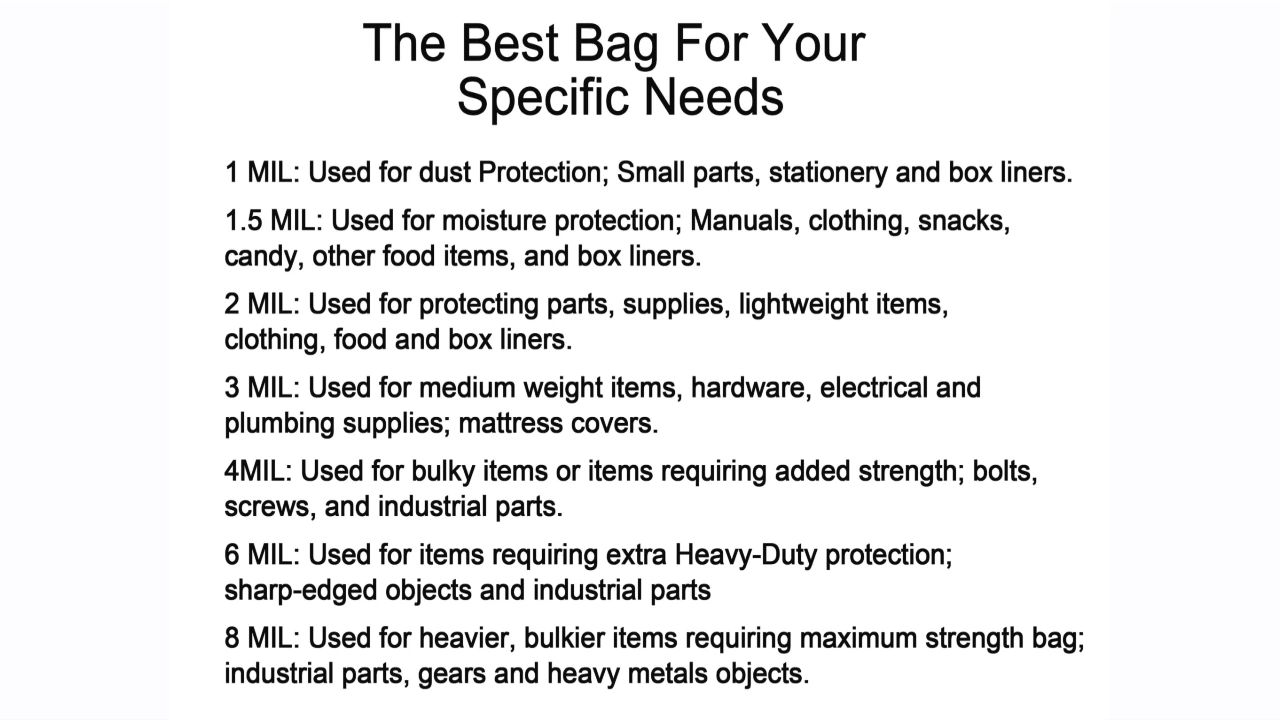 The Best Bag For Your
Specific Needs
1 MIL: Used for dust Protection; Small parts, stationery and box liners.
1.5 MIL: Used for moisture protection; Manuals, clothing, snacks,
candy, other food items, and box liners.
2 MIL: Used for protecting parts, supplies, lightweight items,
clothing, food and box liners.
3 MIL: Used for medium weight items, hardware, electrical and
plumbing supplies; mattress covers.
4MIL: Used for bulky items or items requiring added strength; bolts,
screws, and industrial parts.
6 MIL: Used for items requiring extra Heavy-Duty protection;
sharp-edged objects and industrial parts
8 MIL: Used for heavier, bulkier items requiring maximum strength bag;
industrial parts, gears and heavy metals objects.